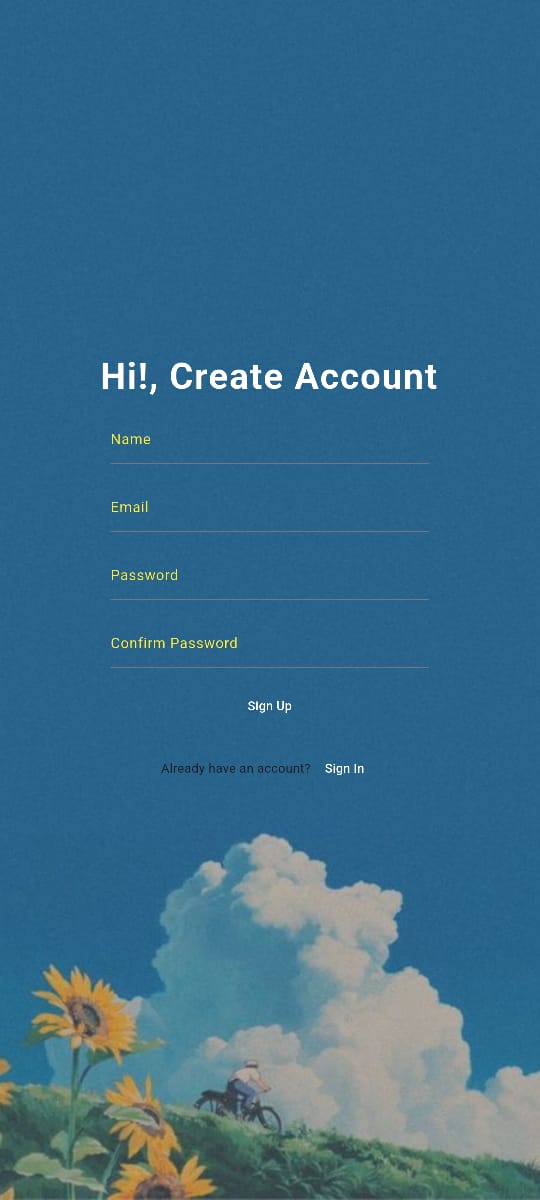 Hi!, Create Account
Name
Email
Password
Confirm Password
Sign Up
Already have an account? Sign In